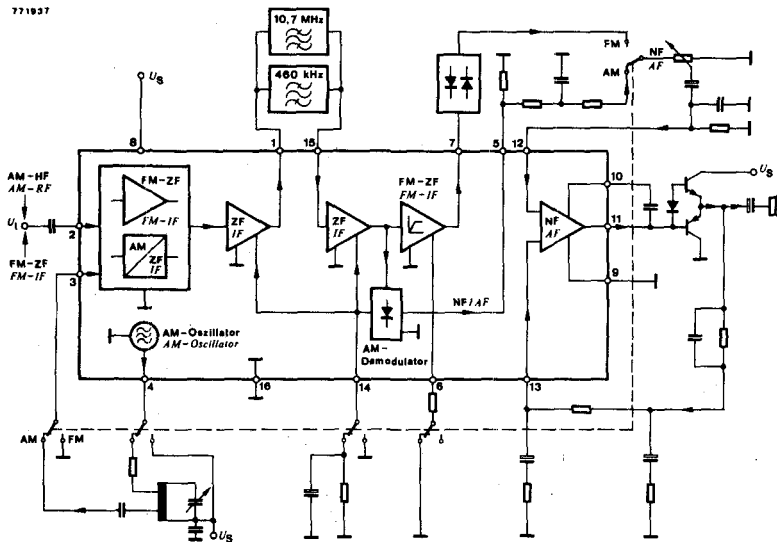 771937
10,7 MHz
460 kHz
FM
AM
NF
AF
U_S
8
1
15
7
5
12
AM-HF
AM-RF
U_i
FM-ZF
FM-IF
2
3
FM-ZF
FM-IF
AM
ZF
IF
ZF
IF
ZF
IF
FM-ZF
FM-IF
NF
AF
10
11
9
U_S
NF/AF
AM-
Demodulator
AM-Oszillator
AM-Oscillator
4
16
14
6
13
AM
FM
U_S